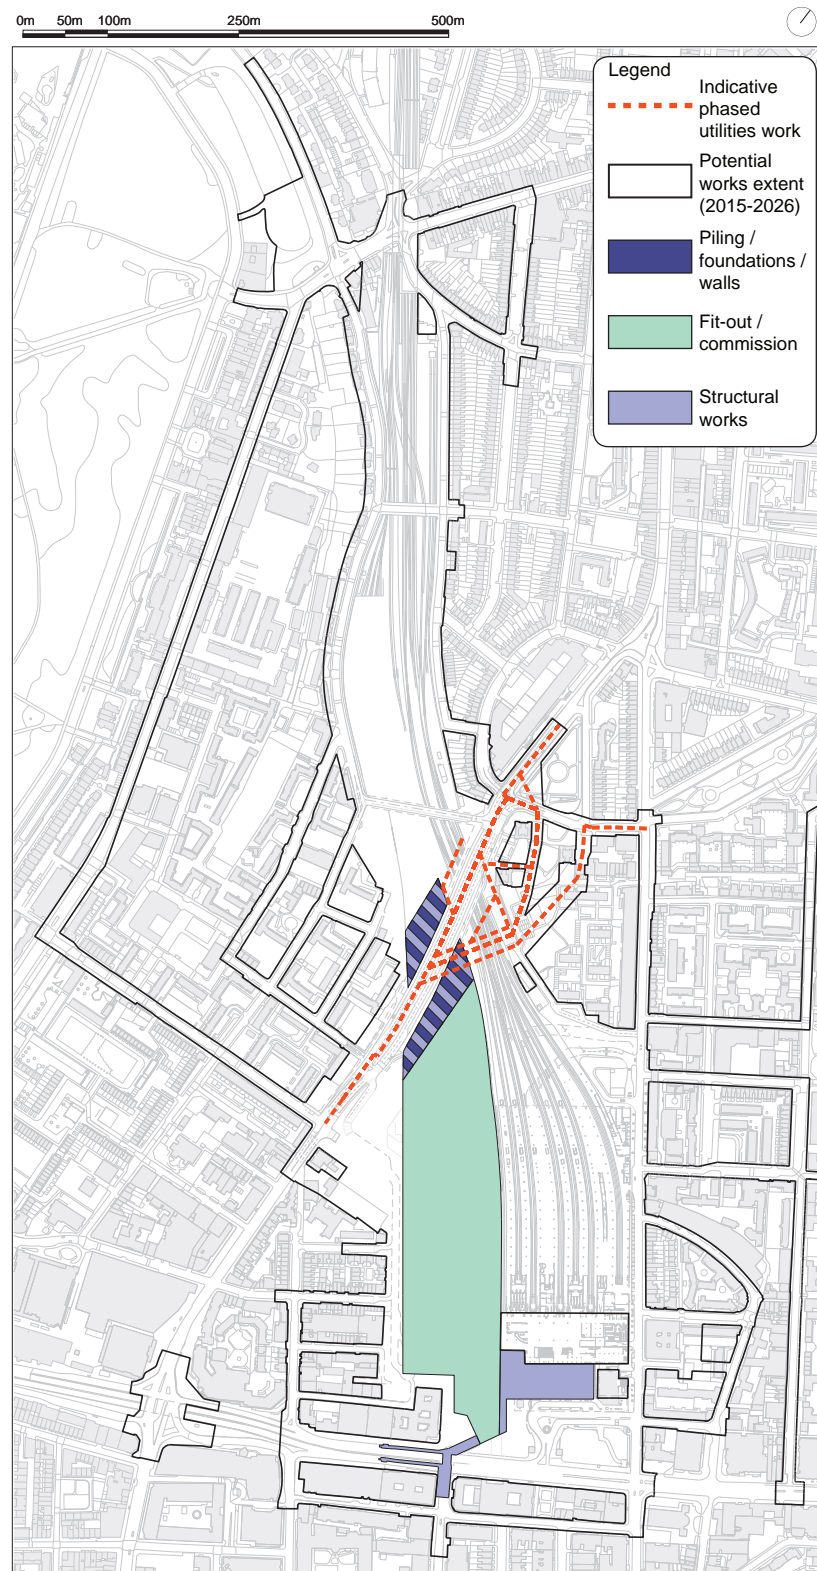 0m 50m 100m 250m 500m
Legend
Indicative
phased
utilities work
Potential
works extent
(2015-2026)
Piling /
foundations /
walls
Fit-out /
commission
Structural
works